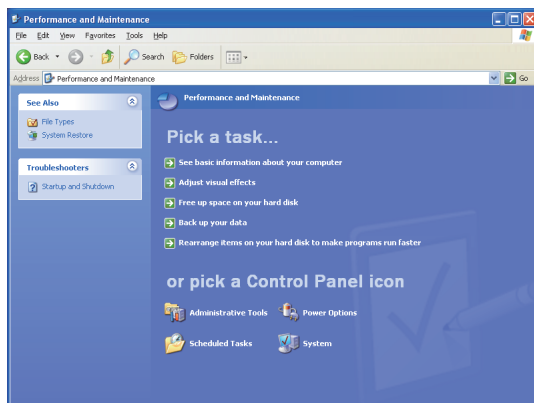 Performance and Maintenance
File Edit View Favorites Tools Help
Back Search Folders
Address Performance and Maintenance Go
See Also
File Types
System Restore
Troubleshooters
Startup and Shutdown
Performance and Maintenance
Pick a task...
See basic information about your computer
Adjust visual effects
Free up space on your hard disk
Back up your data
Rearrange items on your hard disk to make programs run faster
or pick a Control Panel icon
Administrative Tools Power Options
Scheduled Tasks System